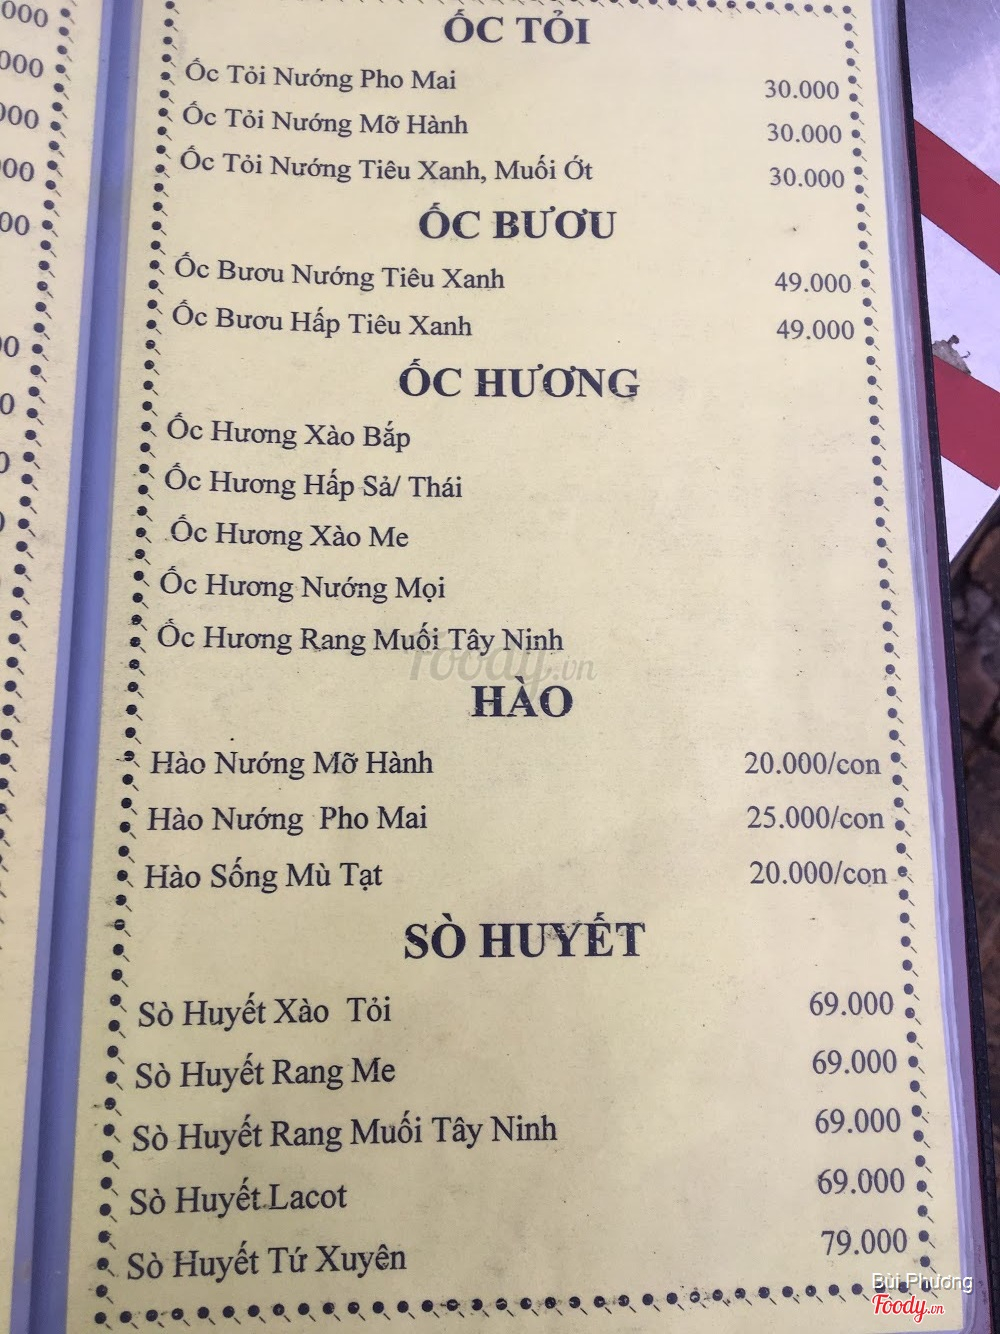 000
ỐC TỎI
Ốc Tỏi Nướng Pho Mai 30.000
Ốc Tỏi Nướng Mỡ Hành 30.000
Ốc Tỏi Nướng Tiêu Xanh, Muối Ớt 30.000
ỐC BƯƠU
Ốc Bươu Nướng Tiêu Xanh 49.000
Ốc Bươu Hấp Tiêu Xanh 49.000
ỐC HƯƠNG
Ốc Hương Xào Bắp
Ốc Hương Hấp Sả/ Thái
Ốc Hương Xào Me
Ốc Hương Nướng Mọi
Ốc Hương Rang Muối Tây Ninh
foody.vn
HÀO
Hào Nướng Mỡ Hành 20.000/con
Hào Nướng Pho Mai 25.000/con
Hào Sống Mù Tạt 20.000/con
SÒ HUYẾT
Sò Huyết Xào Tỏi 69.000
Sò Huyết Rang Me 69.000
Sò Huyết Rang Muối Tây Ninh 69.000
Sò Huyết Lacot 69.000
Sò Huyết Tứ Xuyên 79.000
Bùi Phương
Foody.vn